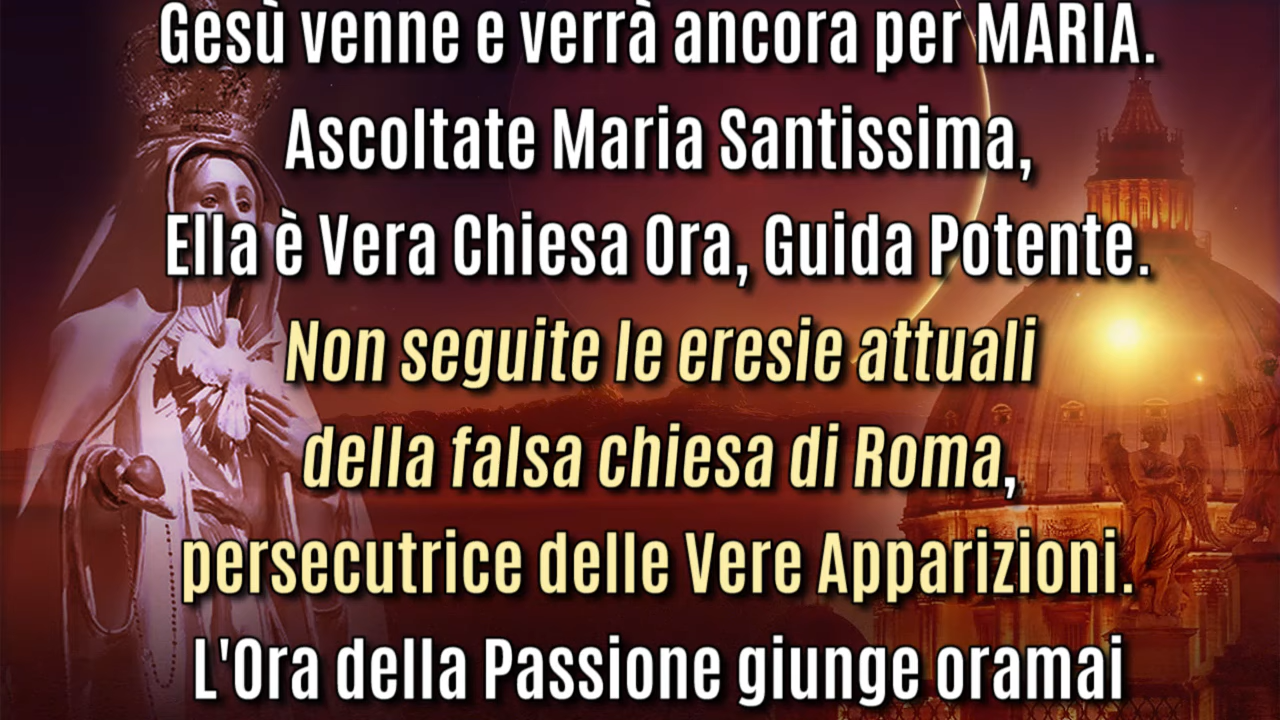 Gesù venne e verrà ancora per MARIA.
Ascoltate Maria Santissima,
Ella è Vera Chiesa Ora, Guida Potente.
Non seguite le eresie attuali
della falsa chiesa di Roma,
persecutrice delle Vere Apparizioni.
L'Ora della Passione giunge oramai